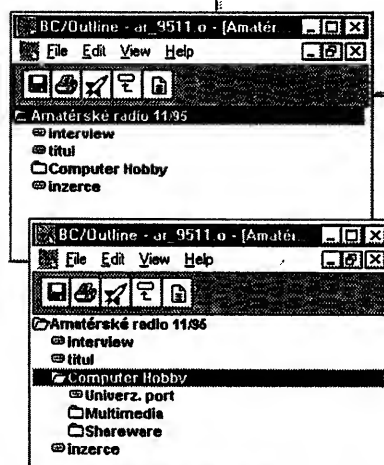 BC/Outline - ar_9511.o - [Amatér
File Edit View Help
Amatérské radio 11/95
interview
titul
Computer Hobby
inzerce
BC/Outline - ar_9511.o - [Amatér
File Edit View Help
Amatérské radio 11/95
interview
titul
Computer Hobby
Univerz. port
Multimedia
Shareware
inzerce